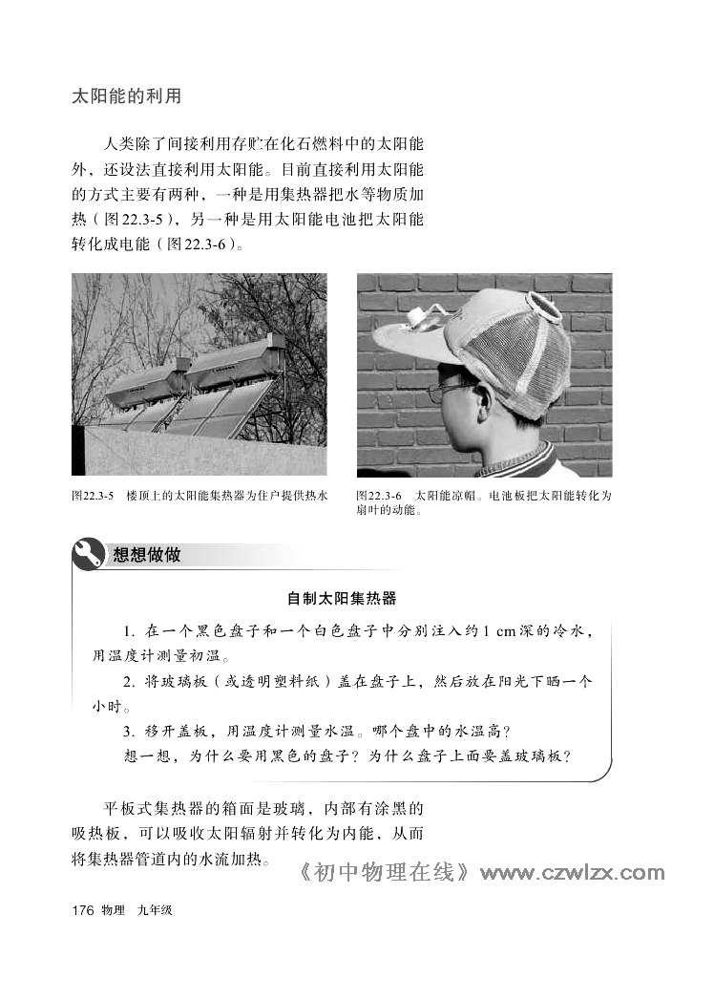 太阳能的利用
人类除了间接利用存贮在化石燃料中的太阳能
外，还设法直接利用太阳能。目前直接利用太阳能
的方式主要有两种，一种是用集热器把水等物质加
热（图22.3-5），另一种是用太阳能电池把太阳能
转化成电能（图22.3-6）。
图22.3-5 楼顶上的太阳能集热器为住户提供热水
图22.3-6 太阳能凉帽。电池板把太阳能转化为
扇叶的动能。
想想做做
自制太阳集热器
1. 在一个黑色盘子和一个白色盘子中分别注入约1 cm深的冷水，
用温度计测量初温。
2. 将玻璃板（或透明塑料纸）盖在盘子上，然后放在阳光下晒一个
小时。
3. 移开盖板，用温度计测量水温。哪个盘中的水温高？
想一想，为什么要用黑色的盘子？为什么盘子上面要盖玻璃板？
平板式集热器的箱面是玻璃，内部有涂黑的
吸热板，可以吸收太阳辐射并转化为内能，从而
将集热器管道内的水流加热。
《初中物理在线》www.czwlzx.com
176 物理 九年级